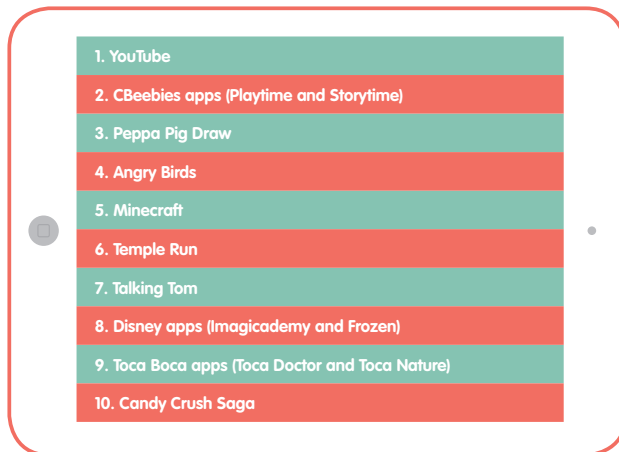 1. YouTube
2. CBeebies apps (Playtime and Storytime)
3. Peppa Pig Draw
4. Angry Birds
5. Minecraft
6. Temple Run
7. Talking Tom
8. Disney apps (Imagicademy and Frozen)
9. Toca Boca apps (Toca Doctor and Toca Nature)
10. Candy Crush Saga